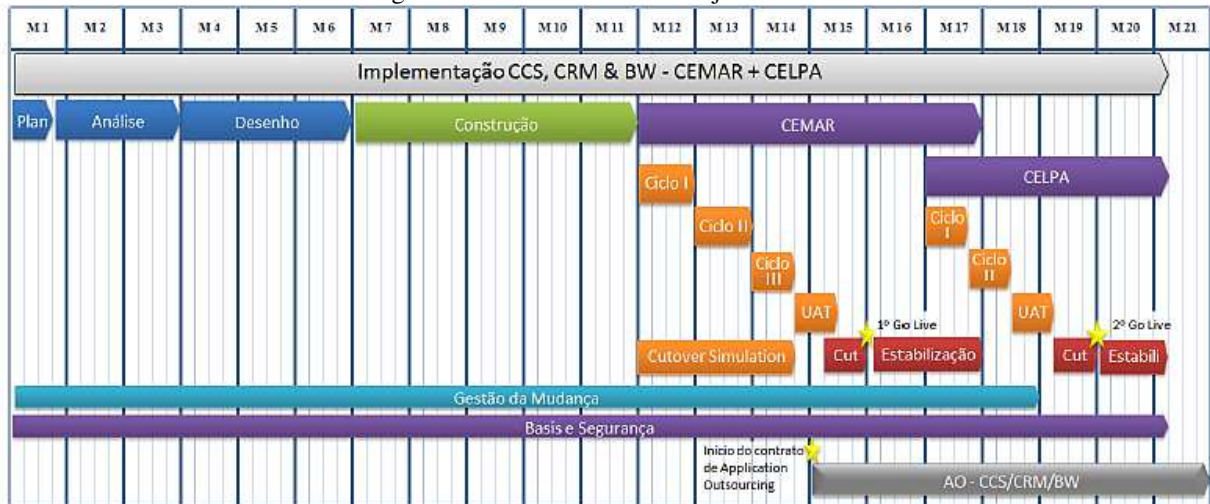 M 1 M 2 M 3 M 4 M 5 M 6 M 7 M 8 M 9 M 10 M 11 M 12 M 13 M 14 M 15 M 16 M 17 M 18 M 19 M 20 M 21
Implementação CCS, CRM & BW - CEMAR + CELPA
Plan Análise Desenho Construção CEMAR
CELPA
Ciclo I
Ciclo II
Ciclo
III
UAT
Ciclo
I
Ciclo
II
UAT
1º Go Live
2º Go Live
Cutover Simulation Cut Estabilização Cut Estabili
Gestão da Mudança
Basis e Segurança
Inicio do contrato
de Application
Outsourcing
AO - CCS/CRM/BW